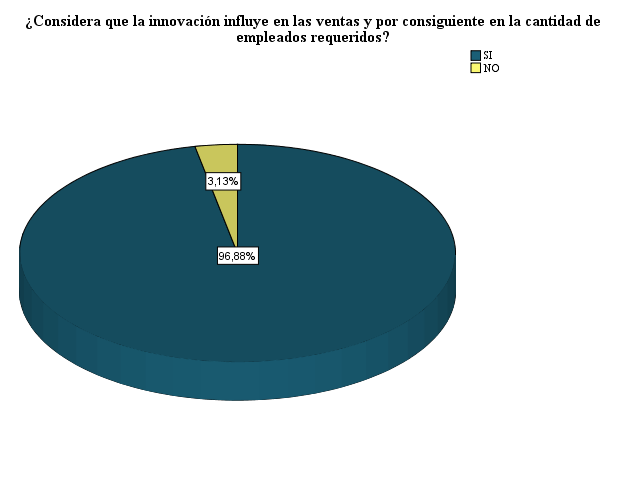 ¿Considera que la innovación influye en las ventas y por consiguiente en la cantidad de
empleados requeridos?
SI
NO
3,13%
96,88%